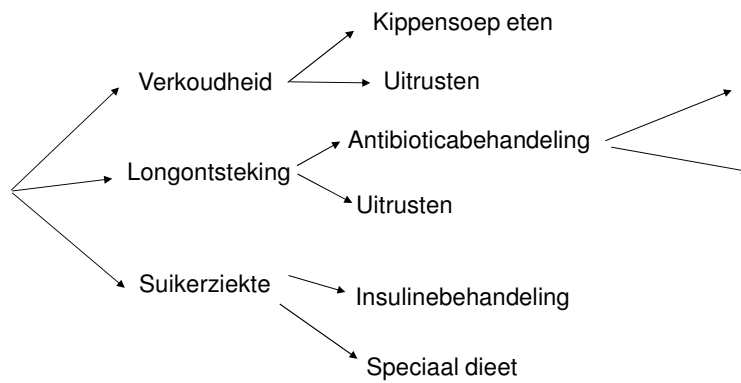 Kippensoep eten
Verkoudheid
Uitrusten
Antibioticabehandeling
Longontsteking
Uitrusten
Suikerziekte
Insulinebehandeling
Speciaal dieet